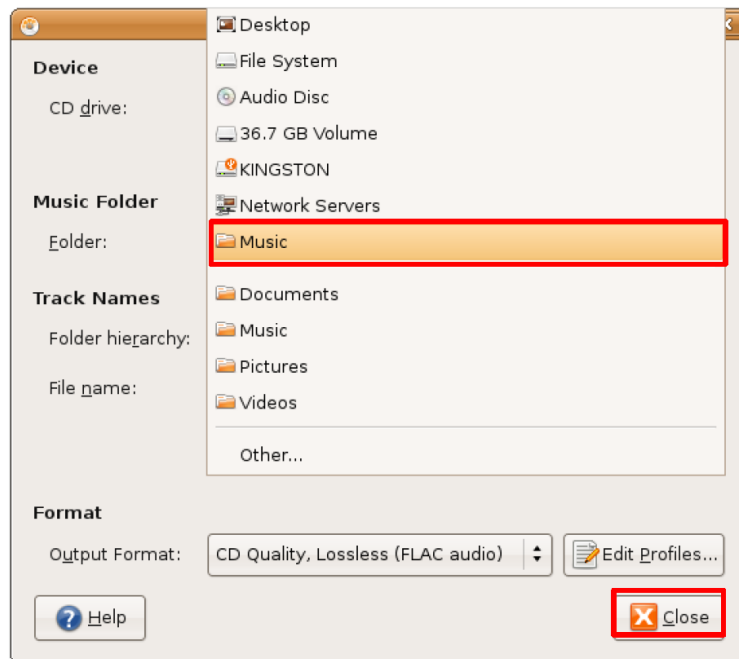 Desktop
Device
File System
CD drive:
Audio Disc
36.7 GB Volume
KINGSTON
Music Folder
Network Servers
Folder:
Music
Track Names
Documents
Folder hierarchy:
Music
Pictures
File name:
Videos
Other...
Format
Output Format: CD Quality, Lossless (FLAC audio) Edit Profiles...
Help Close